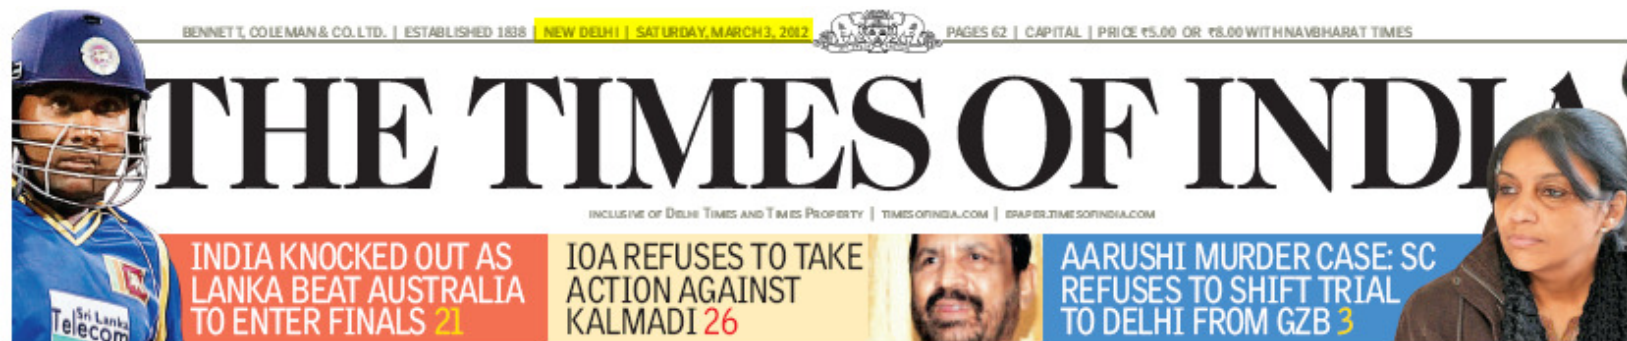 BENNETT, COLEMAN & CO. LTD. | ESTABLISHED 1838 | NEW DELHI | SATURDAY, MARCH 3, 2012 PAGES 62 | CAPITAL | PRICE ₹5.00 OR ₹8.00 WITH NAVBHARAT TIMES
THE TIMES OF INDIA
INCLUSIVE OF DELHI TIMES AND TIMES PROPERTY | TIMESOFINDIA.COM | EPAPER.TIMESOFINDIA.COM
INDIA KNOCKED OUT AS
LANKA BEAT AUSTRALIA
TO ENTER FINALS 21
IOA REFUSES TO TAKE
ACTION AGAINST
KALMADI 26
AARUSHI MURDER CASE: SC
REFUSES TO SHIFT TRIAL
TO DELHI FROM GZB 3
Sri Lanka
Telecom